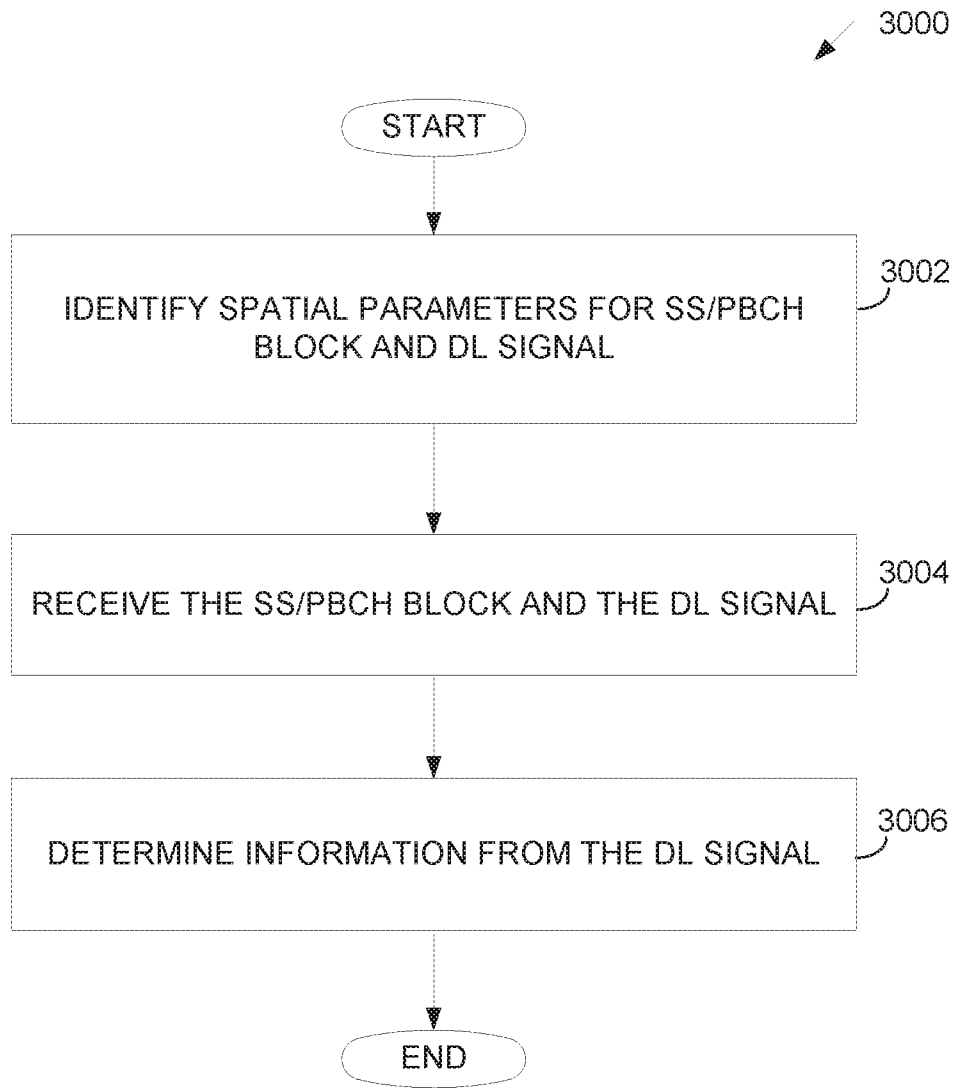 3000
START
3002
IDENTIFY SPATIAL PARAMETERS FOR SS/PBCH
BLOCK AND DL SIGNAL
3004
RECEIVE THE SS/PBCH BLOCK AND THE DL SIGNAL
3006
DETERMINE INFORMATION FROM THE DL SIGNAL
END